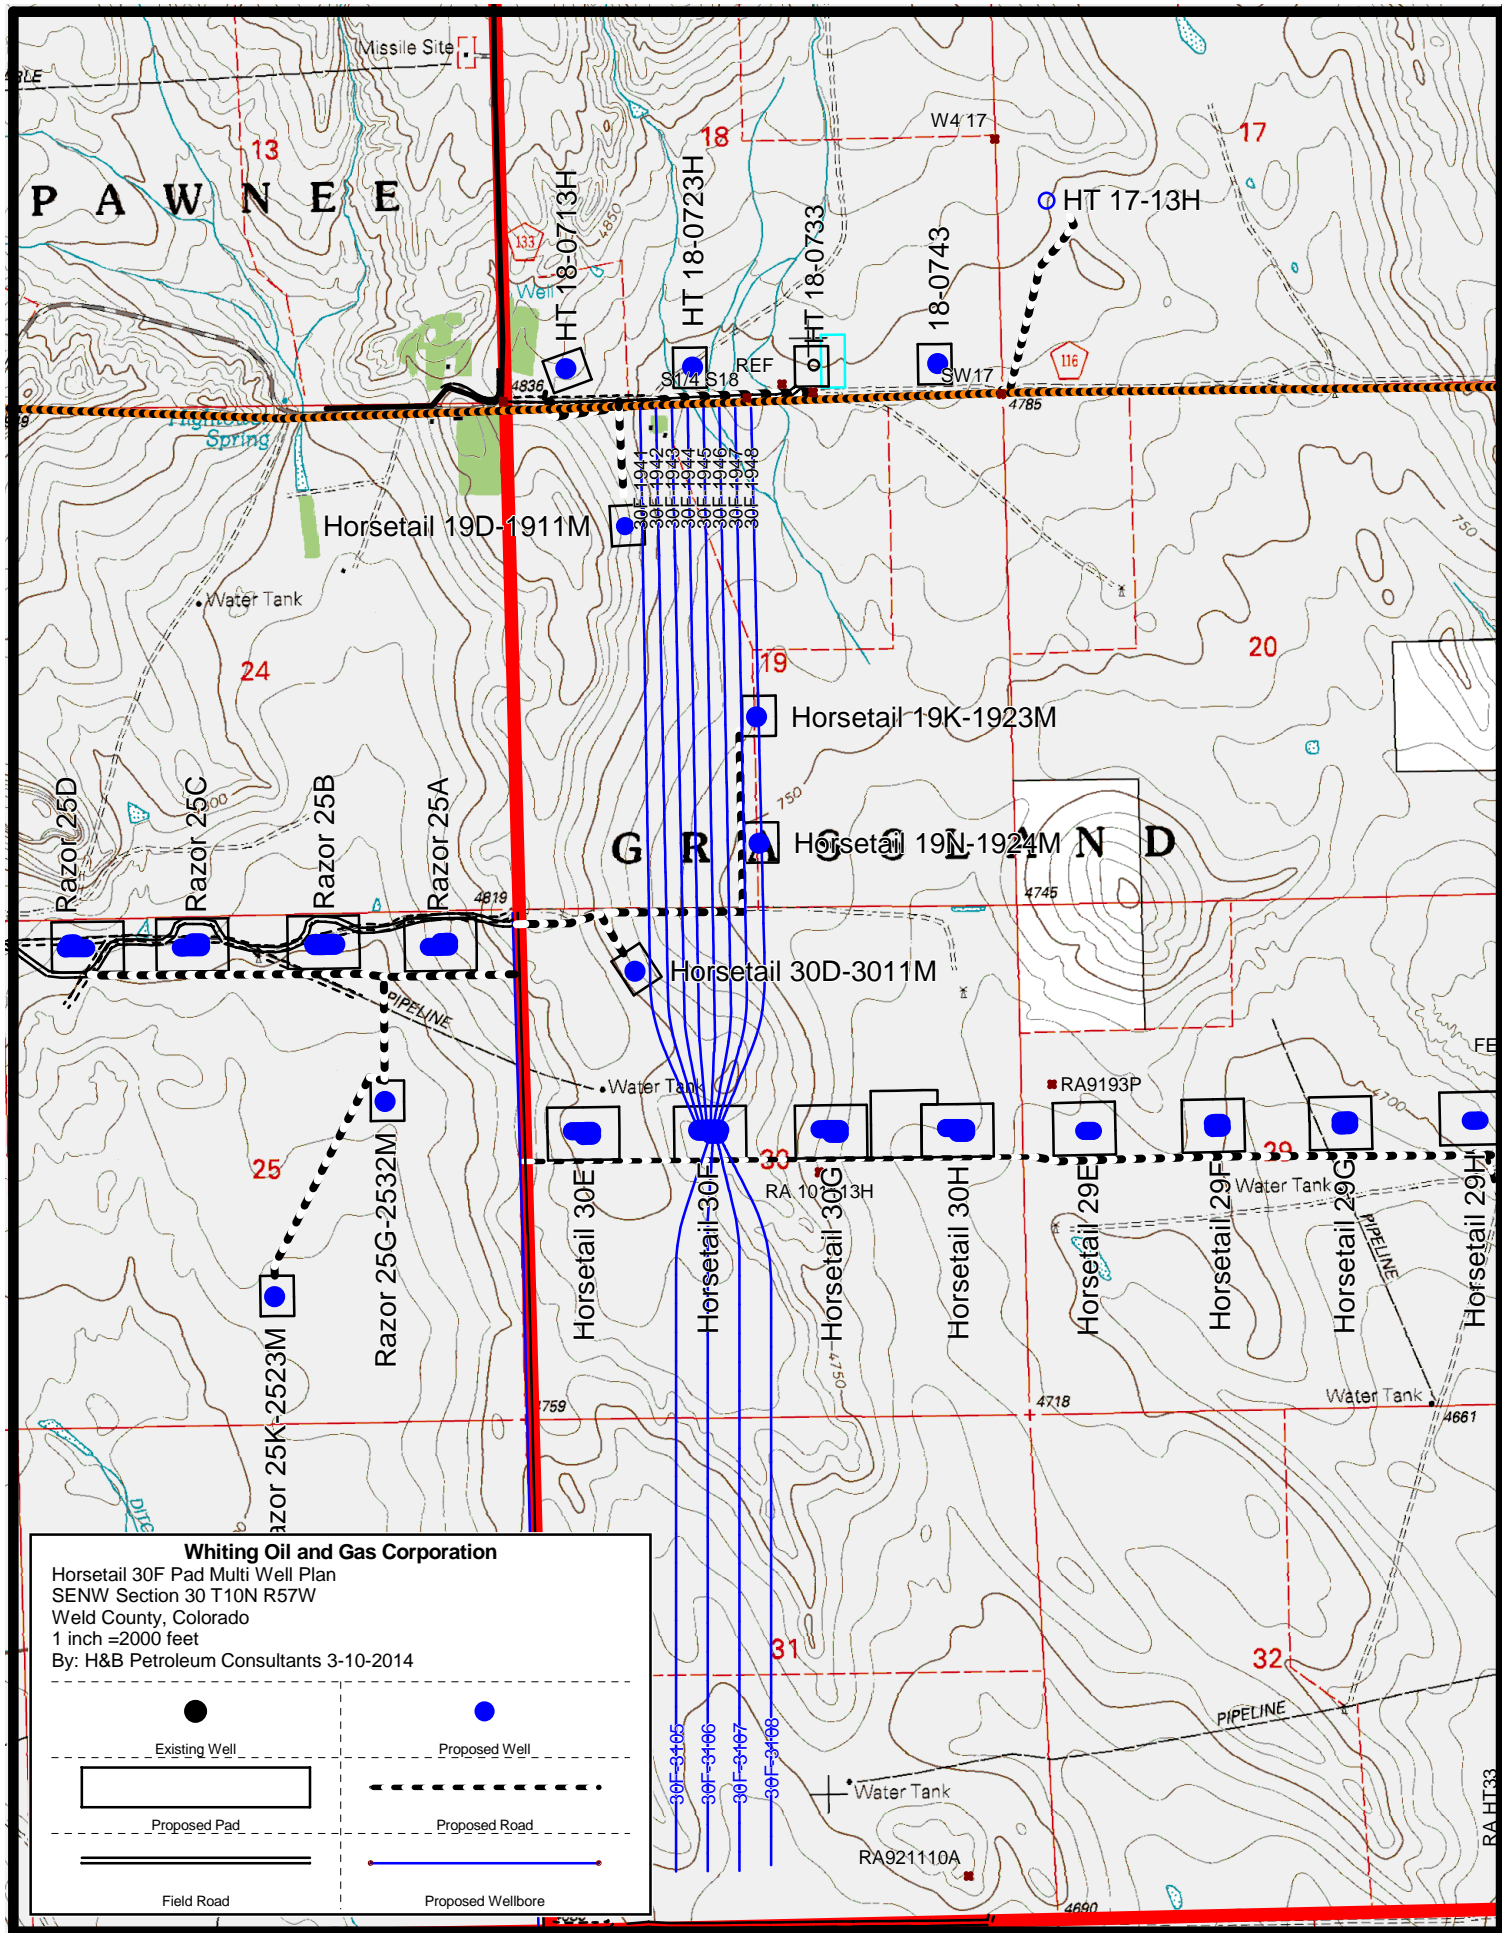 Missile Site
13
18
W4 17
17
P A W N E E
133
4850
HT 18-0713H
HT 18-0723H
HT 18-0733
18-0743
HT 17-13H
Well
116
4836
S1/4 S18
REF
SW17
4785
Spring
30F-1941
30F-1942
30F-1943
30F-1944
30F-1945
30F-1946
30F-1947
30F-1948
750
Horsetail 19D-1911M
Water Tank
24
19
20
Horsetail 19K-1923M
750
Razor 25D
Razor 25C
Razor 25B
Razor 25A
G R A S S L A N D
Horsetail 19N-1924M
4819
4745
Horsetail 30D-3011M
PIPELINE
Water Tank
RA9193P
4700
FE
25
29
Water Tank
Razor 25G-2532M
Horsetail 30E
Horsetail 30F
Horsetail 30G
Horsetail 30H
Horsetail 29E
Horsetail 29F
Horsetail 29G
Horsetail 29H
PIPELINE
4750
4759
4718
Water Tank
4661
azor 25K-2523M
31
32
PIPELINE
30F-3105
30F-3106
30F-3107
30F-3108
Water Tank
RA921110A
RA HT33
4690
Whiting Oil and Gas Corporation
Horsetail 30F Pad Multi Well Plan
SENW Section 30 T10N R57W
Weld County, Colorado
1 inch =2000 feet
By: H&B Petroleum Consultants 3-10-2014
Existing Well
Proposed Well
Proposed Pad
Proposed Road
Field Road
Proposed Wellbore